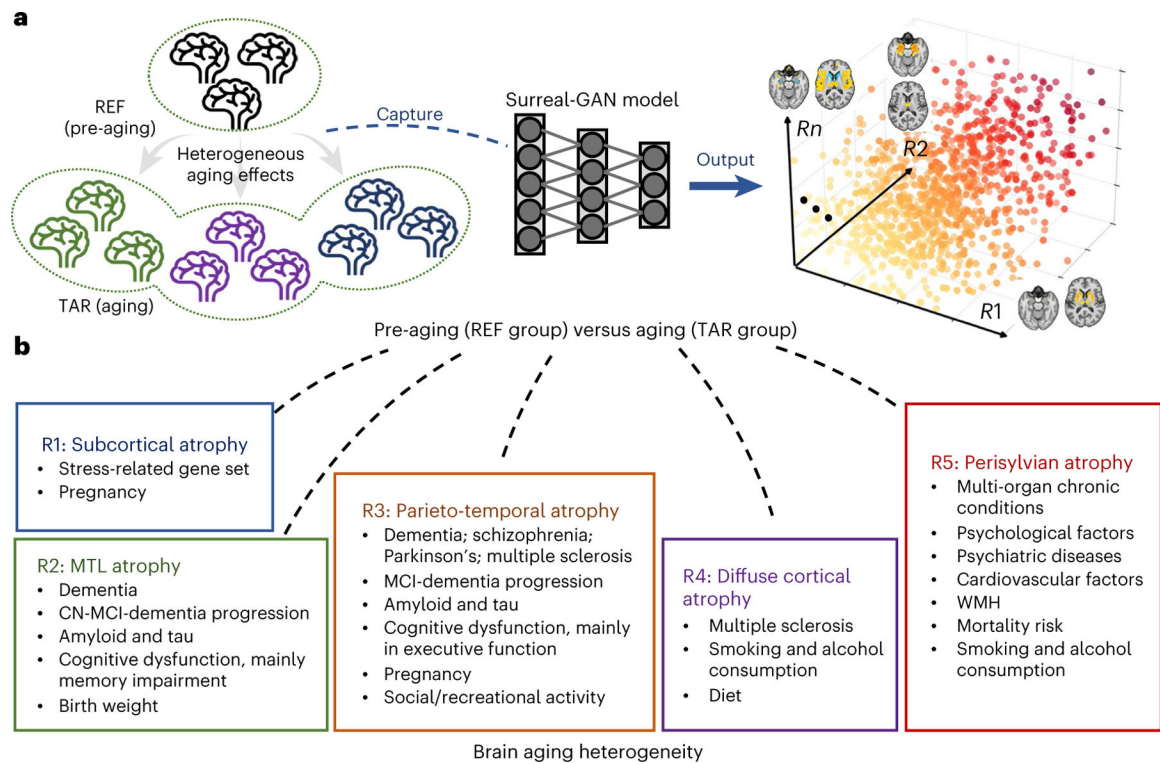 a
REF
(pre-aging)
Heterogeneous
aging effects
TAR (aging)
Capture
Surreal-GAN model
Output
Rn
R2
R1
Pre-aging (REF group) versus aging (TAR group)
b
R1: Subcortical atrophy
• Stress-related gene set
• Pregnancy
R2: MTL atrophy
• Dementia
• CN-MCI-dementia progression
• Amyloid and tau
• Cognitive dysfunction, mainly
memory impairment
• Birth weight
R3: Parieto-temporal atrophy
• Dementia; schizophrenia;
Parkinson's; multiple sclerosis
• MCI-dementia progression
• Amyloid and tau
• Cognitive dysfunction, mainly
in executive function
• Pregnancy
• Social/recreational activity
R4: Diffuse cortical
atrophy
• Multiple sclerosis
• Smoking and alcohol
consumption
• Diet
R5: Perisylvian atrophy
• Multi-organ chronic
conditions
• Psychological factors
• Psychiatric diseases
• Cardiovascular factors
• WMH
• Mortality risk
• Smoking and alcohol
consumption
Brain aging heterogeneity